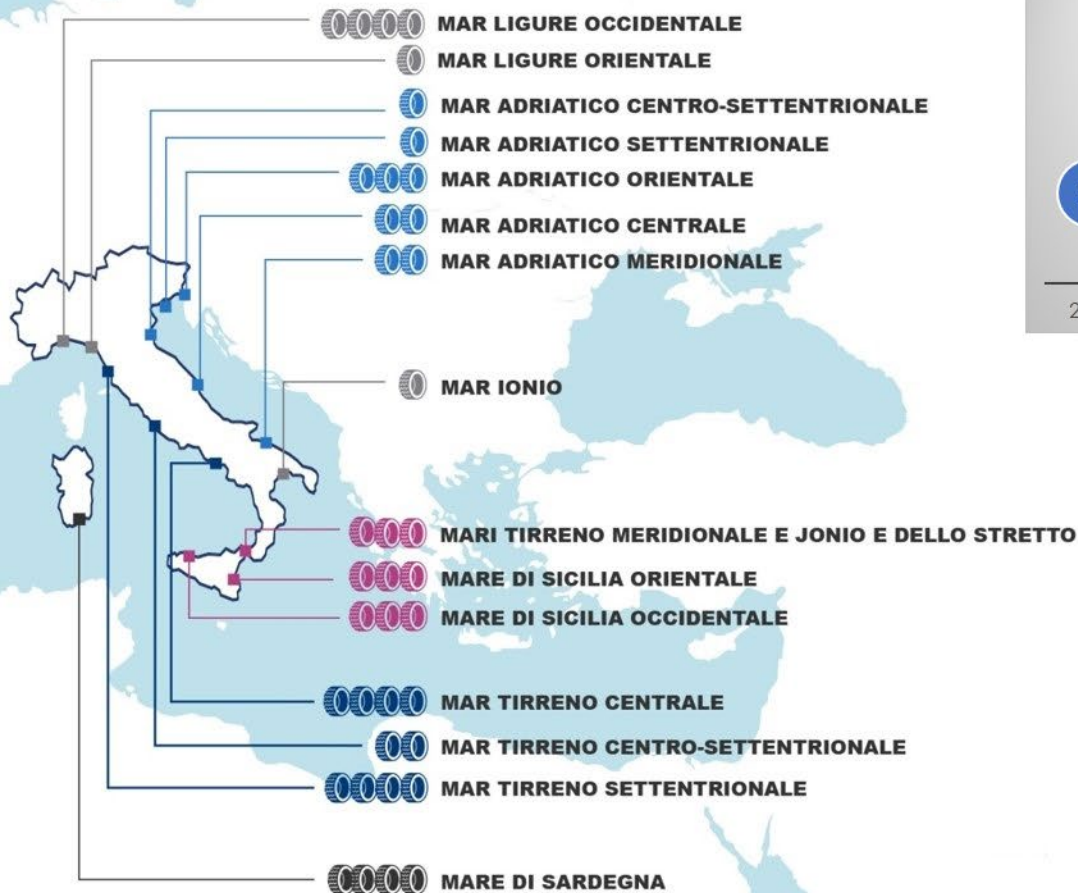 MAR LIGURE OCCIDENTALE
MAR LIGURE ORIENTALE
MAR ADRIATICO CENTRO-SETTENTRIONALE
MAR ADRIATICO SETTENTRIONALE
MAR ADRIATICO ORIENTALE
MAR ADRIATICO CENTRALE
MAR ADRIATICO MERIDIONALE
2
MAR IONIO
MARI TIRRENO MERIDIONALE E JONIO E DELLO STRETTO
MARE DI SICILIA ORIENTALE
MARE DI SICILIA OCCIDENTALE
MAR TIRRENO CENTRALE
MAR TIRRENO CENTRO-SETTENTRIONALE
MAR TIRRENO SETTENTRIONALE
MARE DI SARDEGNA